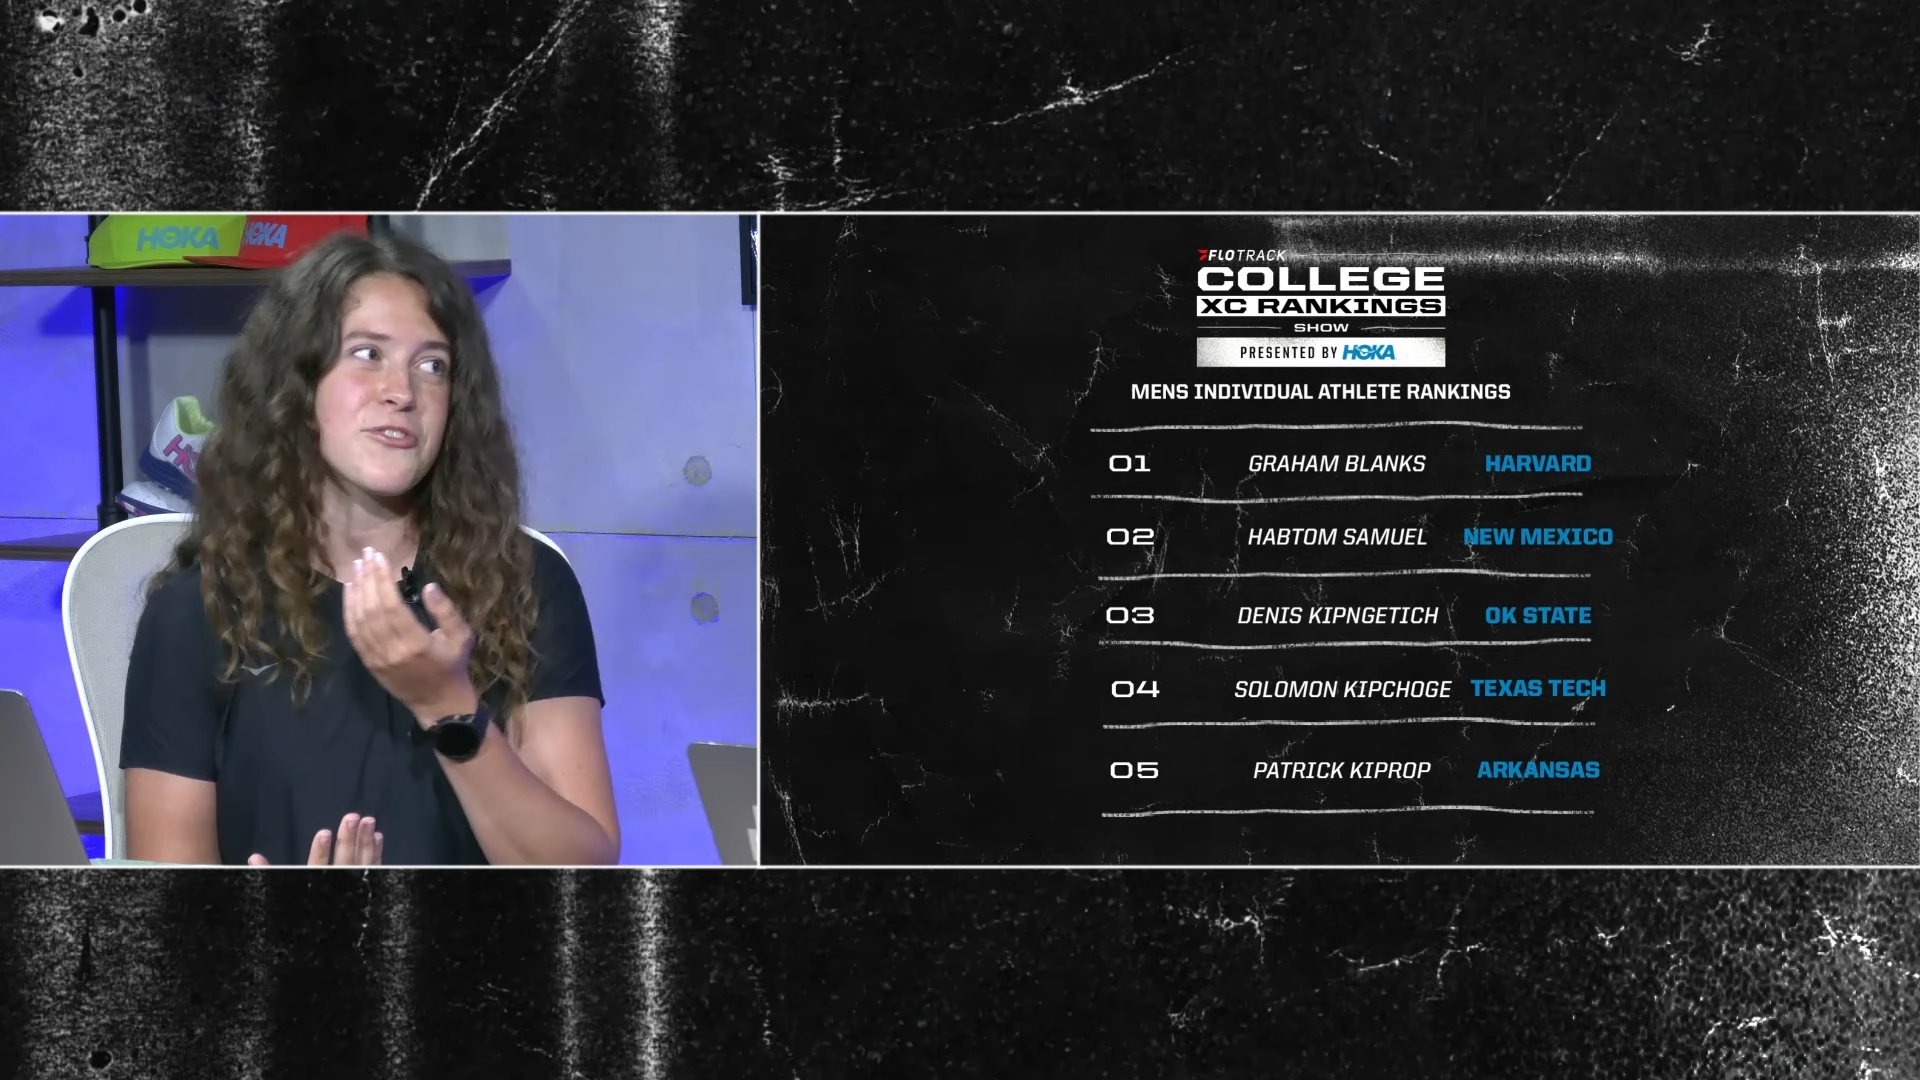 HOKA
HOKA
FLOTRACK
COLLEGE
XC RANKINGS
SHOW
PRESENTED BY HOKA
MENS INDIVIDUAL ATHLETE RANKINGS
01 GRAHAM BLANKS HARVARD
02 HABTOM SAMUEL NEW MEXICO
03 DENIS KIPNGETICH OK STATE
04 SOLOMON KIPCHOGE TEXAS TECH
05 PATRICK KIPROP ARKANSAS